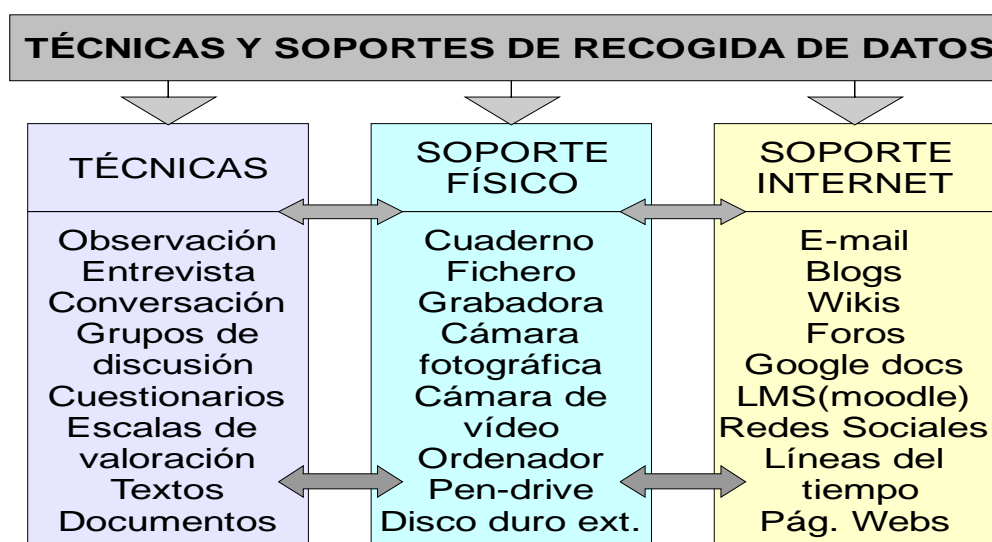 TÉCNICAS Y SOPORTES DE RECOGIDA DE DATOS
TÉCNICAS
Observación
Entrevista
Conversación
Grupos de
discusión
Cuestionarios
Escalas de
valoración
Textos
Documentos
SOPORTE
FÍSICO
Cuaderno
Fichero
Grabadora
Cámara
fotográfica
Cámara de
vídeo
Ordenador
Pen-drive
Disco duro ext.
SOPORTE
INTERNET
E-mail
Blogs
Wikis
Foros
Google docs
LMS(moodle)
Redes Sociales
Líneas del
tiempo
Pág. Webs